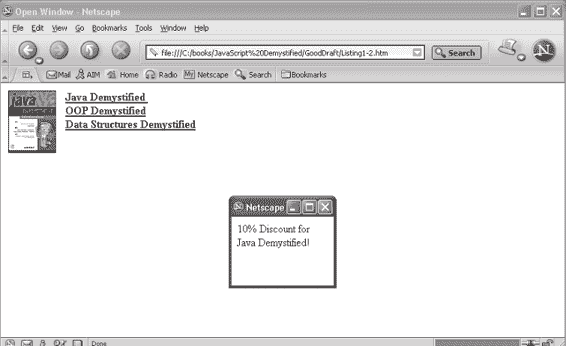 Open Window - Netscape
File Edit View Go Bookmarks Tools Window Help
file:///C:/books/JavaScript%20Demystified/GoodDraft/Listing1-2.htm Search
Mail AIM Home Radio My Netscape Search Bookmarks
java
Java Demystified
OOP Demystified
Data Structures Demystified
Netscape
10% Discount for
Java Demystified!
Done